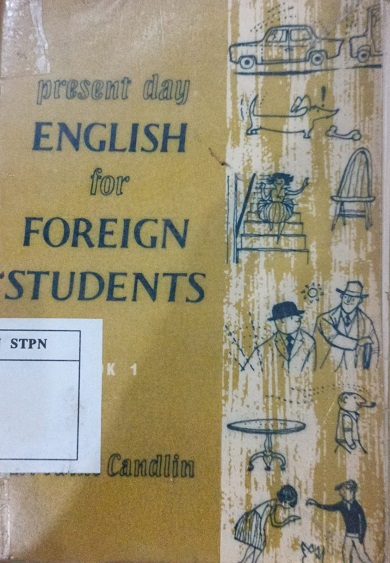 present day
ENGLISH
for
FOREIGN
STUDENTS
STPN
K 1
Candlin